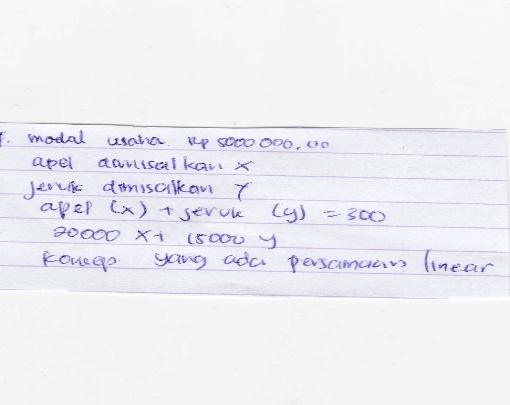 modal usaha Rp 5000 000,00
apel dimisalkan x
jeruk dimisalkan Y
apel (x) + jeruk (y) = 300
20000 x + 15000 y
konsep yang ada persamaan linear